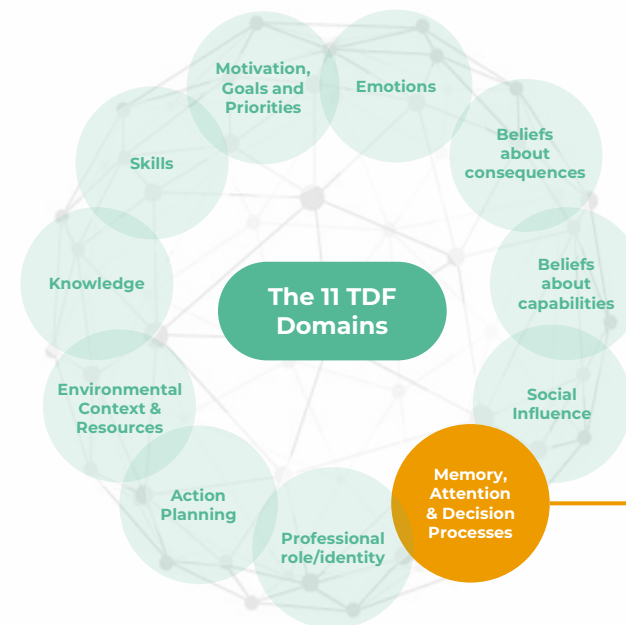 Motivation,
Goals and
Priorities
Emotions
Beliefs
about
consequences
Skills
Beliefs
about
capabilities
Knowledge
The 11 TDF
Domains
Social
Influence
Environmental
Context &
Resources
Memory,
Attention
& Decision
Processes
Action
Planning
Professional
role/identity